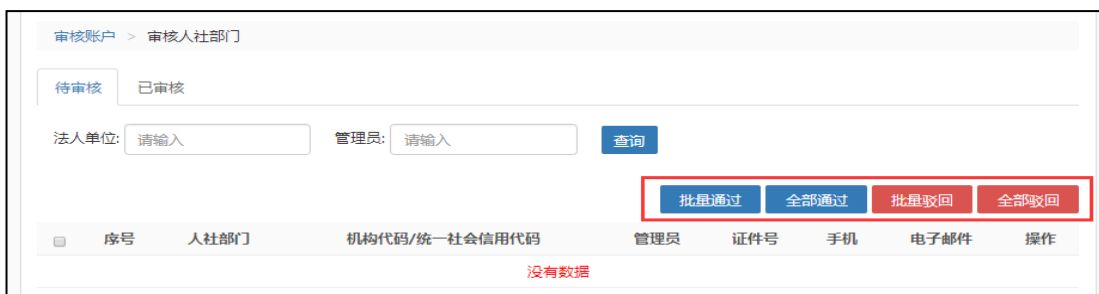 审核账户 > 审核人社部门
待审核 已审核
法人单位: 请输入 管理员: 请输入 查询
批量通过 全部通过 批量驳回 全部驳回
序号 人社部门 机构代码/统一社会信用代码 管理员 证件号 手机 电子邮件 操作
没有数据